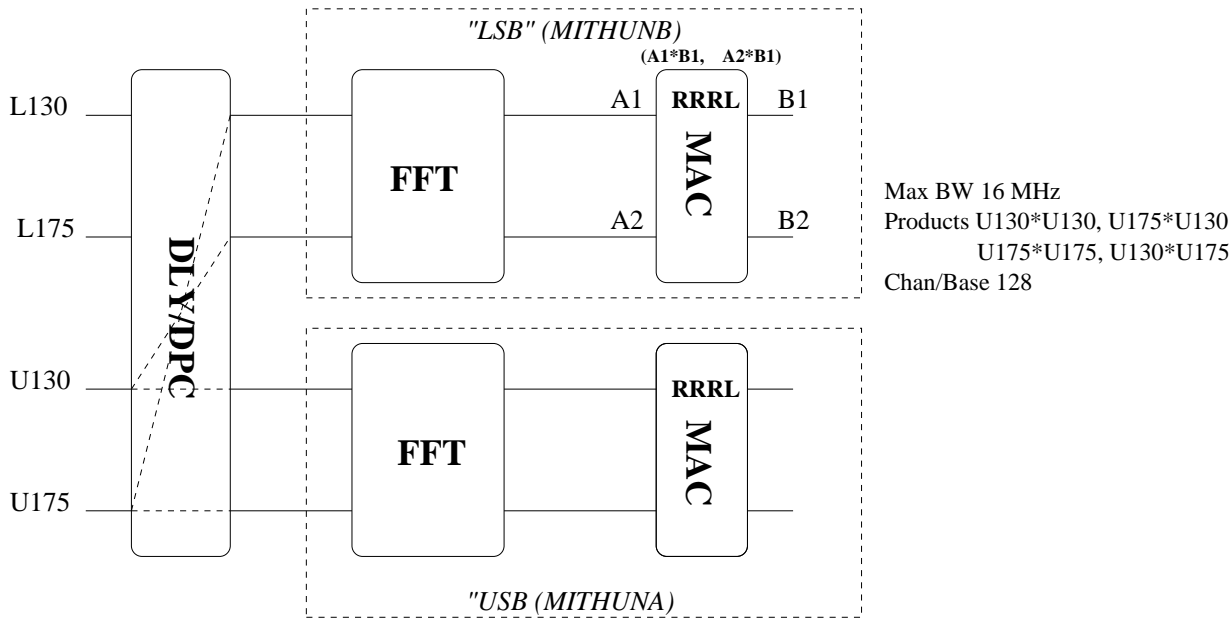 "LSB" (MITHUNB)
(A1*B1, A2*B1)
L130
A1
RRRL
B1
MAC
FFT
L175
A2
B2
DLY/DPC
Max BW 16 MHz
Products U130*U130, U175*U130
U175*U175, U130*U175
Chan/Base 128
U130
RRRL
FFT
MAC
U175
"USB (MITHUNA)